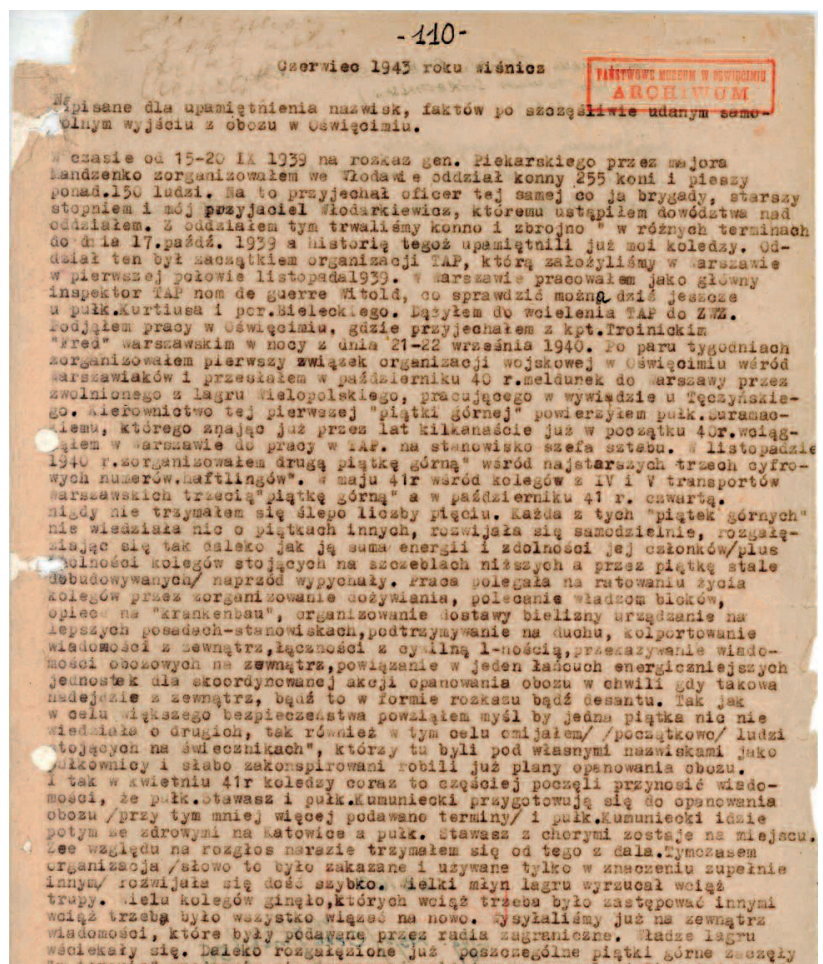 -110-
Czerwiec 1943 roku Wiśnicz
PAŃSTWOWE MUZEUM W OŚWIĘCIMIU
ARCHIWUM
Spisane dla upamiętnienia nazwisk, faktów po szczęśliwie udanym samo-
wolnym wyjściu z obozu w Oświęcimiu.
W czasie od 15-20 IX 1939 na rozkaz gen. Piekarskiego przez majora
Mandzenko zorganizowałem we Włodawie oddział konny 255 koni i pieszy
ponad.150 ludzi. Na to przyjechał oficer tej samej co ja brygady, starszy
stopniem i mój przyjaciel Włodarkiewicz, któremu ustąpiłem dowództwa nad
oddziałem. Z oddziałem tym trwaliśmy konno i zbrojno " w różnych terminach
do dnia 17.paźdź. 1939 a historię tegoż upamiętnili już moi koledzy. Od-
dział ten był zaczątkiem organizacji TAP, którą założyliśmy w Warszawie
w pierwszej połowie listopada1939. W Warszawie pracowałem jako główny
inspektor TAP nom de guerre Witold, co sprawdzić można dziś jeszcze
u pułk.Kurtiusa i por.Bieleckiego. Dążyłem do wcielenia TAP do ZWZ.
Podjąłem pracy w Oświęcimiu, gdzie przyjechałem z kpt.Troinickim
"Fred" warszawskim w nocy z dnia 21-22 września 1940. Po paru tygodniach
zorganizowałem pierwszy związek organizacji wojskowej w Oświęcimiu wśród
Warszawiaków i przesłałem w październiku 40 r.meldunek do Warszawy przez
zwolnionego z lagru Wielopolskiego, pracującego w wywiadzie u Tęczyńskie-
go. Kierownictwo tej pierwszej "piątki górnej" powierzyłem pułk.Surmac-
kiemu, którego znając już przez lat kilkanaście już w początku 40r.wciąg-
nąłem w Warszawie do pracy w TAP. na stanowisko szefa sztabu. W listopadzie
1940 r.zorganizowałem drugą piątkę górną" wśród najstarszych trzech cyfro-
wych numerów.haftlingów". W maju 41r wśród kolegów z IV i V transportów
warszawskich trzecią"piątkę górną" a w październiku 41 r. czwartą.
Nigdy nie trzymałem się ślepo liczby pięciu. Każda z tych "piątek górnych"
nie wiedziała nic o piątkach innych, rozwijała się samodzielnie, rozgałę-
ziając się tak daleko jak ją suma energii i zdolności jej członków/plus
zdolności kolegów stojących na szczeblach niższych a przez piątkę stale
dobudowywanych/ naprzód wypychały. Praca polegała na ratowaniu życia
kolegów przez zorganizowanie dożywiania, polecanie władzom bloków,
opiece na "krankenbau", organizowanie dostawy bielizny urządzanie na
lepszych posadach-stanowiskach,podtrzymywanie na duchu, kolportowanie
wiadomości z zewnątrz,łączności z cywilną l-nością,przekazywanie wiado-
mości obozowych na zewnątrz,powiązanie w jeden łańcuch energiczniejszych
jednostek dla skoordynowanej akcji opanowania obozu w chwili gdy takowa
nadejdzie z zewnątrz, bądź to w formie rozkazu bądź desantu. Tak jak
w celu większego bezpieczeństwa powziąłem myśl by jedna piątka nic nie
wiedziała o drugich, tak również w tym celu omijałem/ /początkowo/ ludzi
stojących na świecznikach", którzy tu byli pod własnymi nazwiskami jako
pułkownicy i słabo zakonspirowani robili już plany opanowania obozu.
I tak w kwietniu 41r koledzy coraz to częściej poczęli przynosić wiado-
mości, że pułk.Stawasz i pułk.Kumuniecki przygotowują się do opanowania
obozu /przy tym mniej więcej podawano terminy/ i pułk.Kumuniecki idzie
potym ze zdrowymi na Katowice a pułk. Stawasz z chorymi zostaje na miejscu.
Zee względu na rozgłos narazie trzymałem się od tego z dala.Tymczasem
organizacja /słowo to było zakazane i używane tylko w znaczeniu zupełnie
innym/ rozwijała się dość szybko. Wielki młyn lagru wyrzucał wciąż
trupy. Wielu kolegów ginęło,których wciąż trzeba było zastępować innymi
wciąż trzeba było wszystko wiązać na nowo. Wysyłaliśmy już na zewnątrz
wiadomości, które były podawane przez radia zagraniczne. Władze lagru
wściekały się. Daleko rozgałęzione już poszczególne piątki górne zaczęły